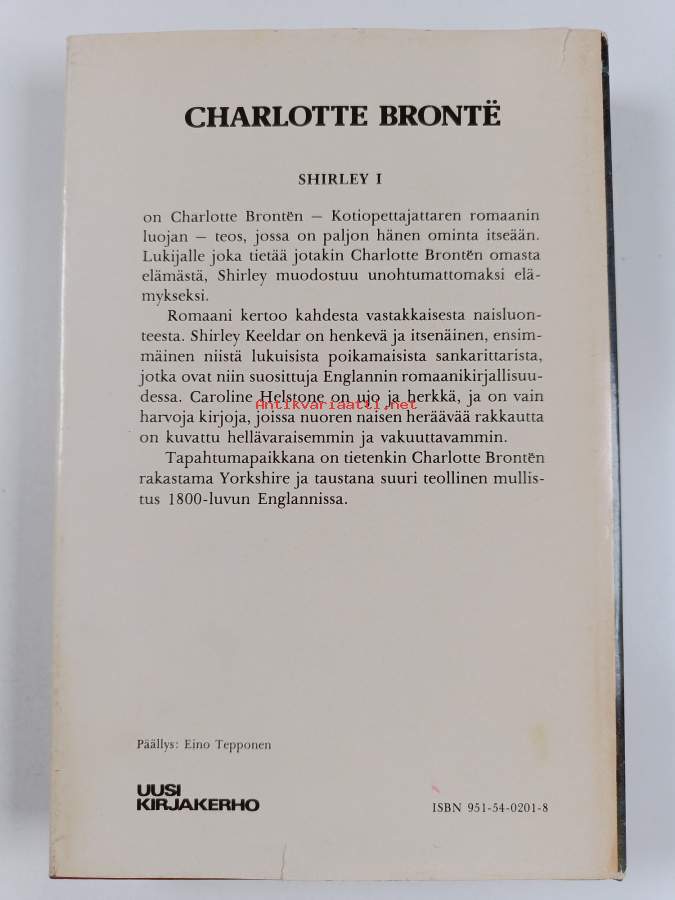 CHARLOTTE BRONTË
SHIRLEY I
on Charlotte Brontën – Kotiopettajattaren romaanin
luojan – teos, jossa on paljon hänen ominta itseään.
Lukijalle joka tietää jotakin Charlotte Brontën omasta
elämästä, Shirley muodostuu unohtumattomaksi elä-
mykseksi.
Romaani kertoo kahdesta vastakkaisesta naisluon-
teesta. Shirley Keeldar on henkevä ja itsenäinen, ensim-
mäinen niistä lukuisista poikamaisista sankarittarista,
jotka ovat niin suosittuja Englannin romaanikirjallisuu-
dessa. Caroline Helstone on ujo ja herkkä, ja on vain
Antikvariaatti.net
harvoja kirjoja, joissa nuoren naisen heräävää rakkautta
on kuvattu hellävaraisemmin ja vakuuttavammin.
Tapahtumapaikkana on tietenkin Charlotte Brontën
rakastama Yorkshire ja taustana suuri teollinen mullis-
tus 1800-luvun Englannissa.
Päällys: Eino Tepponen
UUSI
KIRJAKERHO
ISBN 951-54-0201-8